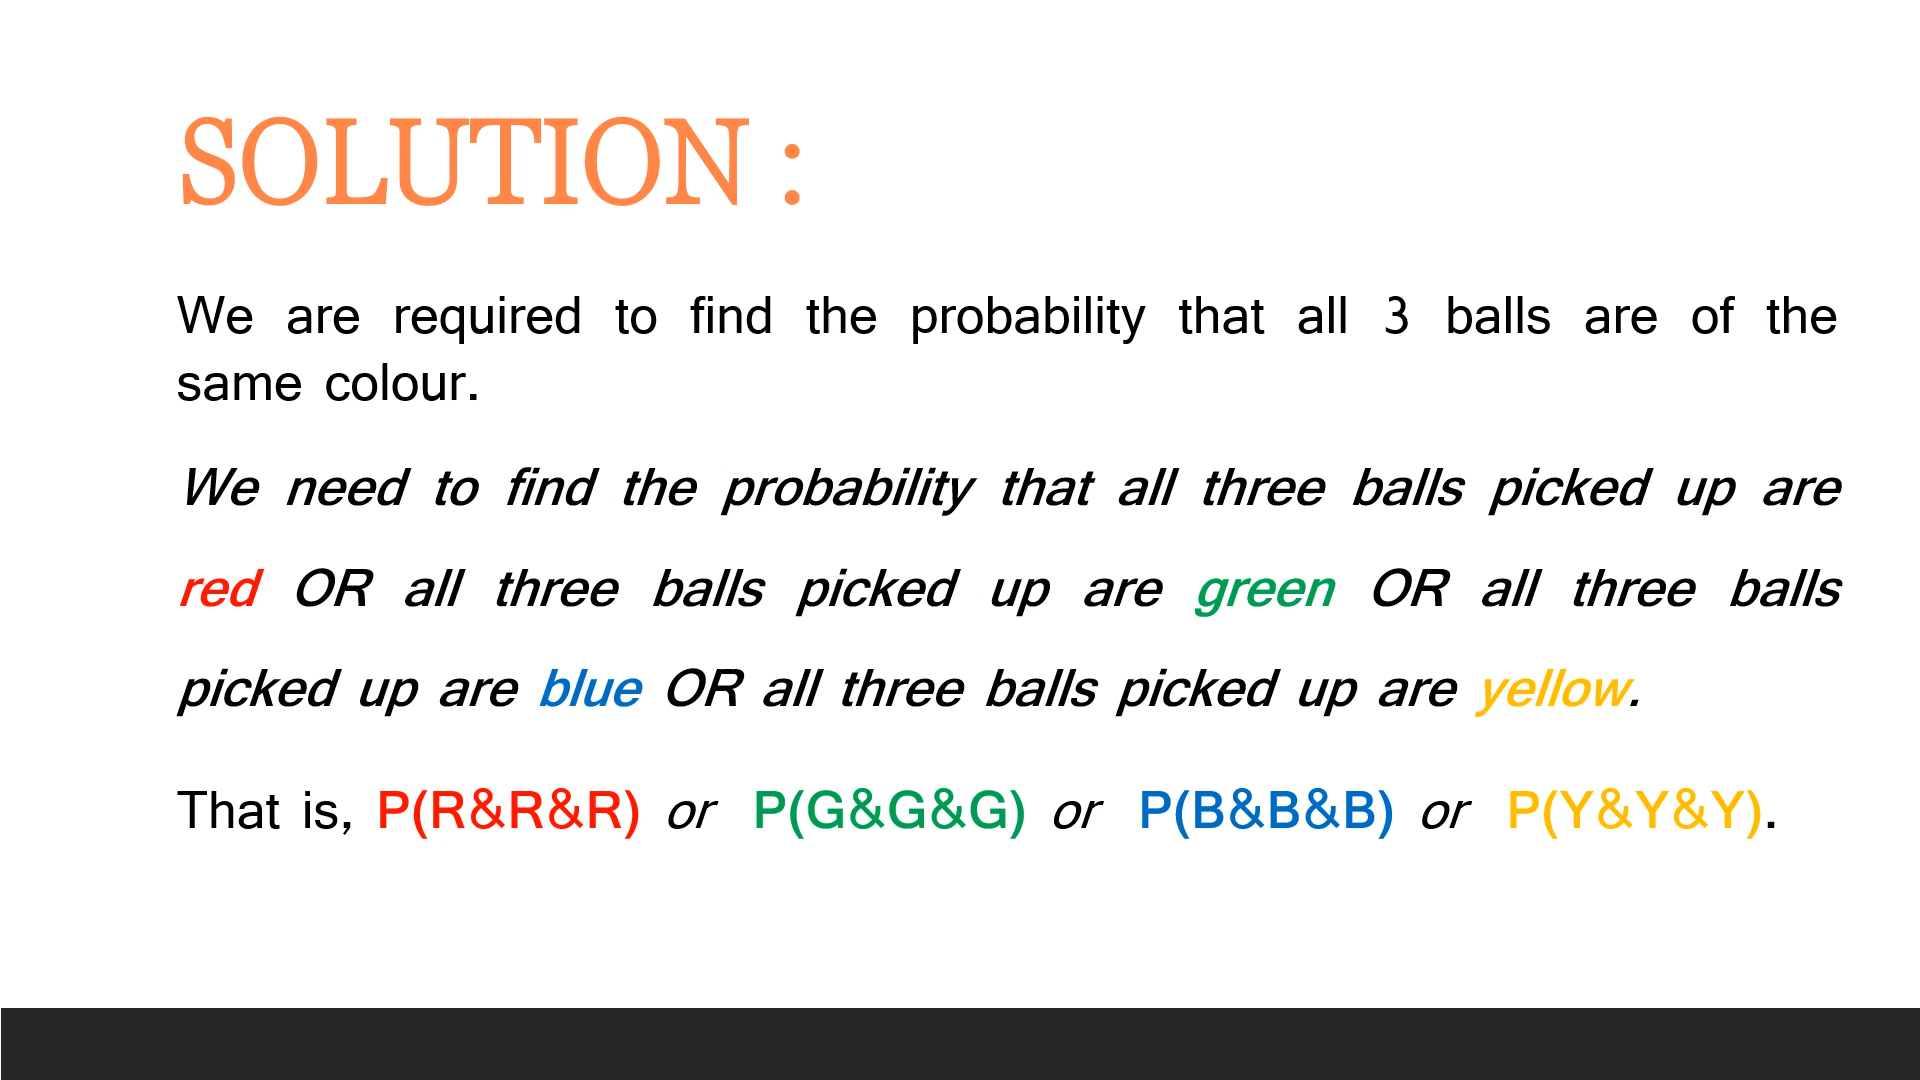 SOLUTION :
We are required to find the probability that all 3 balls are of the
same colour.
We need to find the probability that all three balls picked up are
red OR all three balls picked up are green OR all three balls
picked up are blue OR all three balls picked up are yellow.
That is, P(R&R&R) or P(G&G&G) or P(B&B&B) or P(Y&Y&Y).